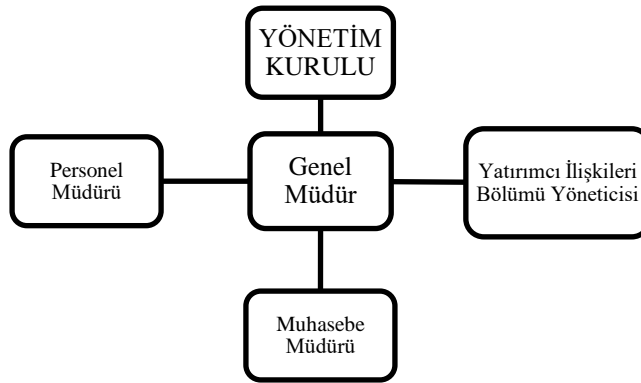 YÖNETİM
KURULU
Personel
Müdürü
Genel
Müdür
Yatırımcı İlişkileri
Bölümü Yöneticisi
Muhasebe
Müdürü